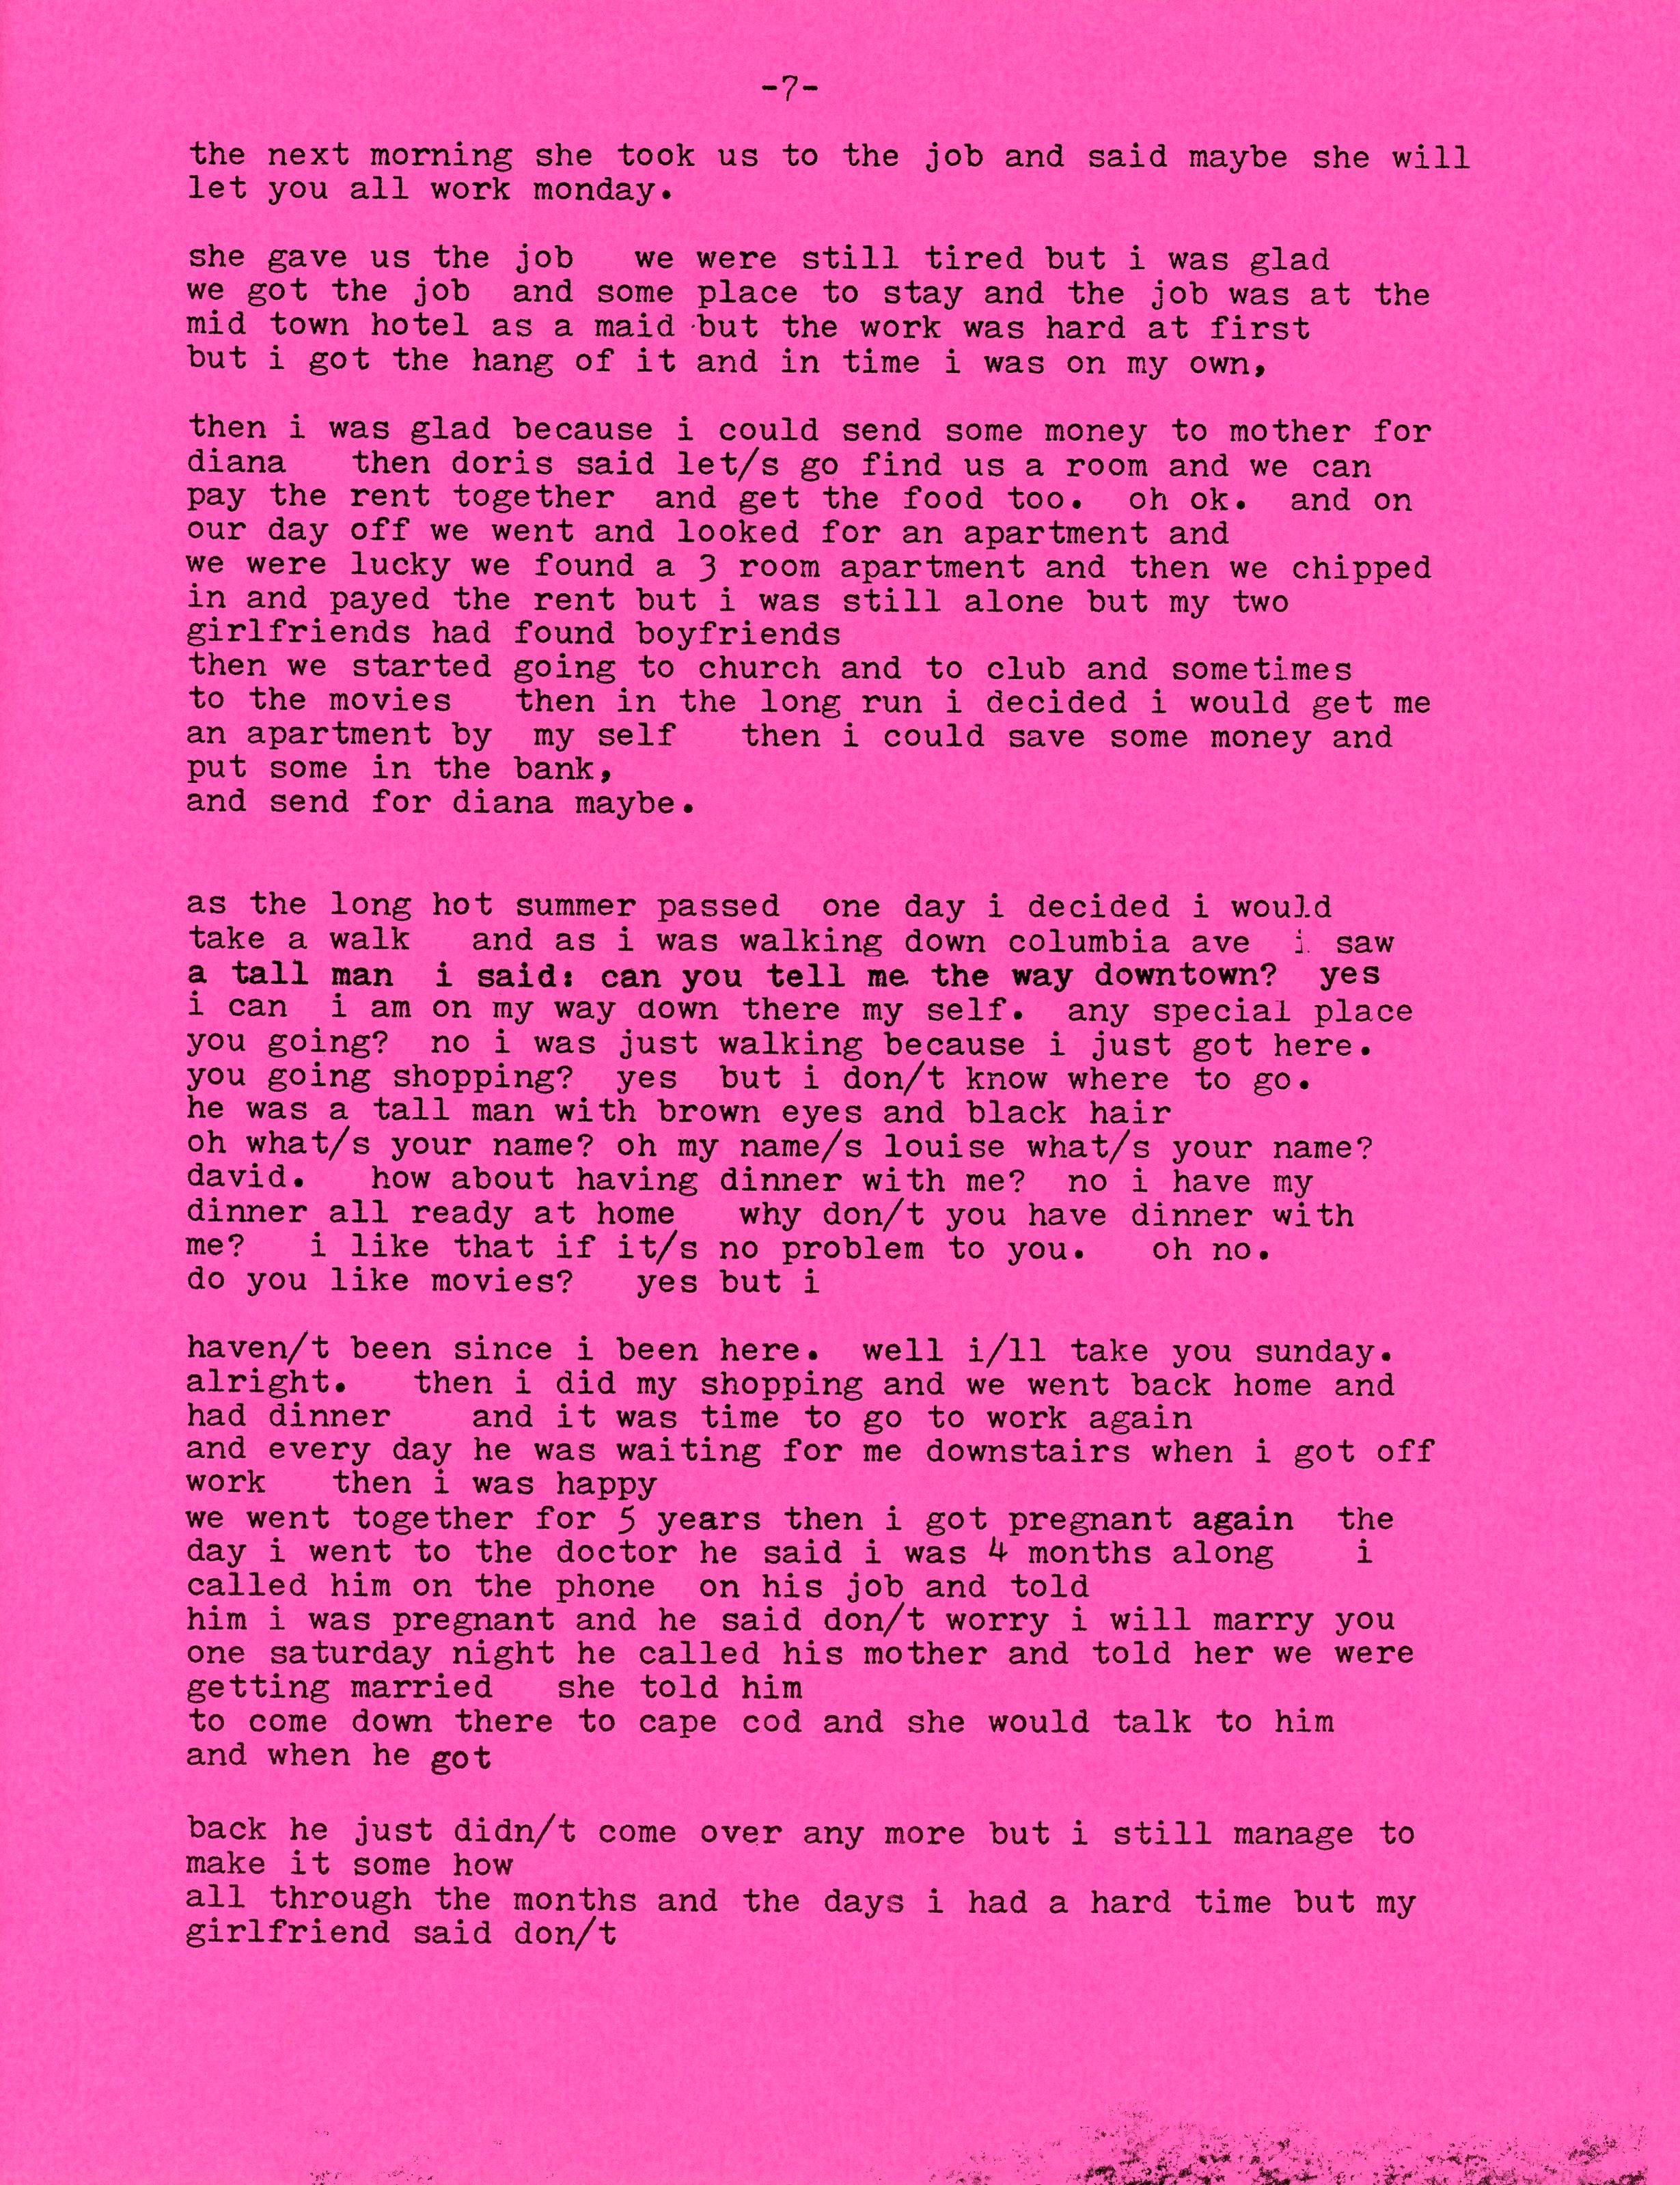 -7-
the next morning she took us to the job and said maybe she will
let you all work monday.
she gave us the job   we were still tired but i was glad
we got the job  and some place to stay and the job was at the
mid town hotel as a maid but the work was hard at first
but i got the hang of it and in time i was on my own,
then i was glad because i could send some money to mother for
diana   then doris said let/s go find us a room and we can
pay the rent together  and get the food too.  oh ok.  and on
our day off we went and looked for an apartment and
we were lucky we found a 3 room apartment and then we chipped
in and payed the rent but i was still alone but my two
girlfriends had found boyfriends
then we started going to church and to club and sometimes
to the movies   then in the long run i decided i would get me
an apartment by  my self   then i could save some money and
put some in the bank,
and send for diana maybe.
as the long hot summer passed  one day i decided i would
take a walk   and as i was walking down columbia ave  i saw
a tall man  i said: can you tell me the way downtown?  yes
i can  i am on my way down there my self.  any special place
you going?  no i was just walking because i just got here.
you going shopping?  yes  but i don/t know where to go.
he was a tall man with brown eyes and black hair
oh what/s your name? oh my name/s louise what/s your name?
david.   how about having dinner with me?  no i have my
dinner all ready at home   why don/t you have dinner with
me?   i like that if it/s no problem to you.   oh no.
do you like movies?   yes but i
haven/t been since i been here.  well i/ll take you sunday.
alright.   then i did my shopping and we went back home and
had dinner    and it was time to go to work again
and every day he was waiting for me downstairs when i got off
work   then i was happy
we went together for 5 years then i got pregnant again  the
day i went to the doctor he said i was 4 months along    i
called him on the phone  on his job and told
him i was pregnant and he said don/t worry i will marry you
one saturday night he called his mother and told her we were
getting married   she told him
to come down there to cape cod and she would talk to him
and when he got
back he just didn/t come over any more but i still manage to
make it some how
all through the months and the days i had a hard time but my
girlfriend said don/t